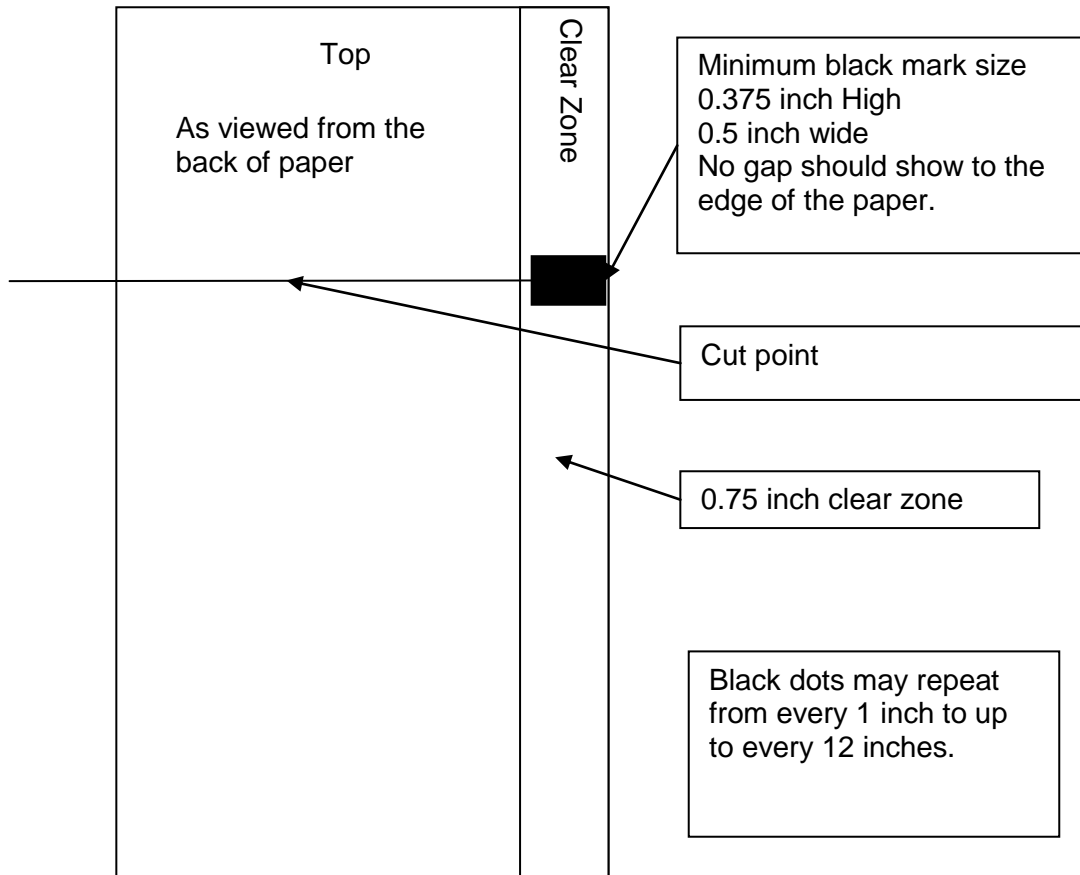 Top
As viewed from the
back of paper
Clear Zone
Minimum black mark size
0.375 inch High
0.5 inch wide
No gap should show to the
edge of the paper.
Cut point
0.75 inch clear zone
Black dots may repeat
from every 1 inch to up
to every 12 inches.